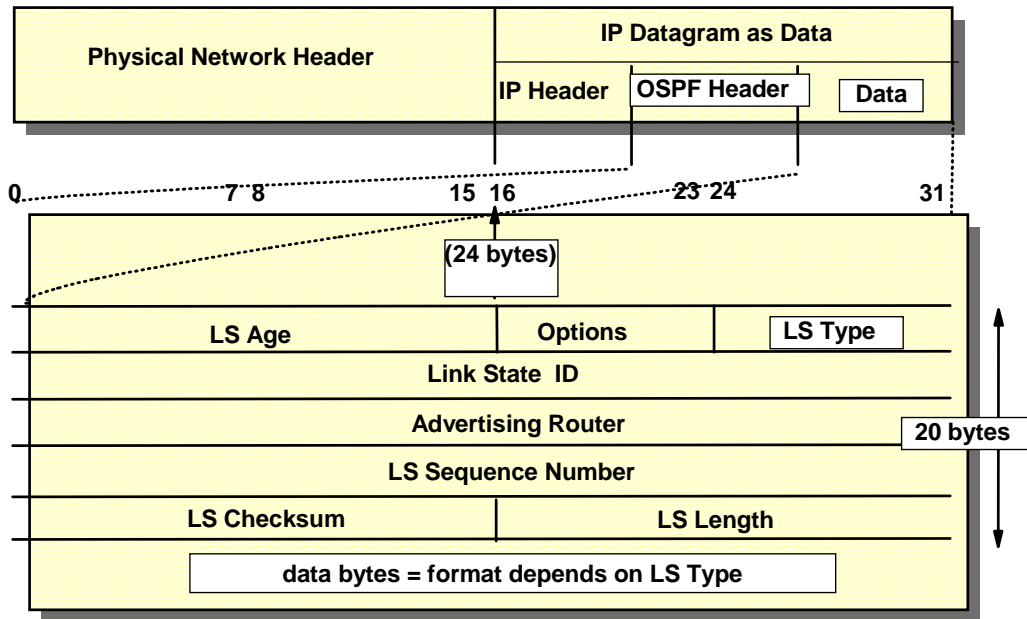 IP Datagram as Data
Physical Network Header
IP Header OSPF Header Data
0 7 8 15 16 23 24 31
(24 bytes)
LS Age Options LS Type
Link State ID
Advertising Router
20 bytes
LS Sequence Number
LS Checksum LS Length
data bytes = format depends on LS Type